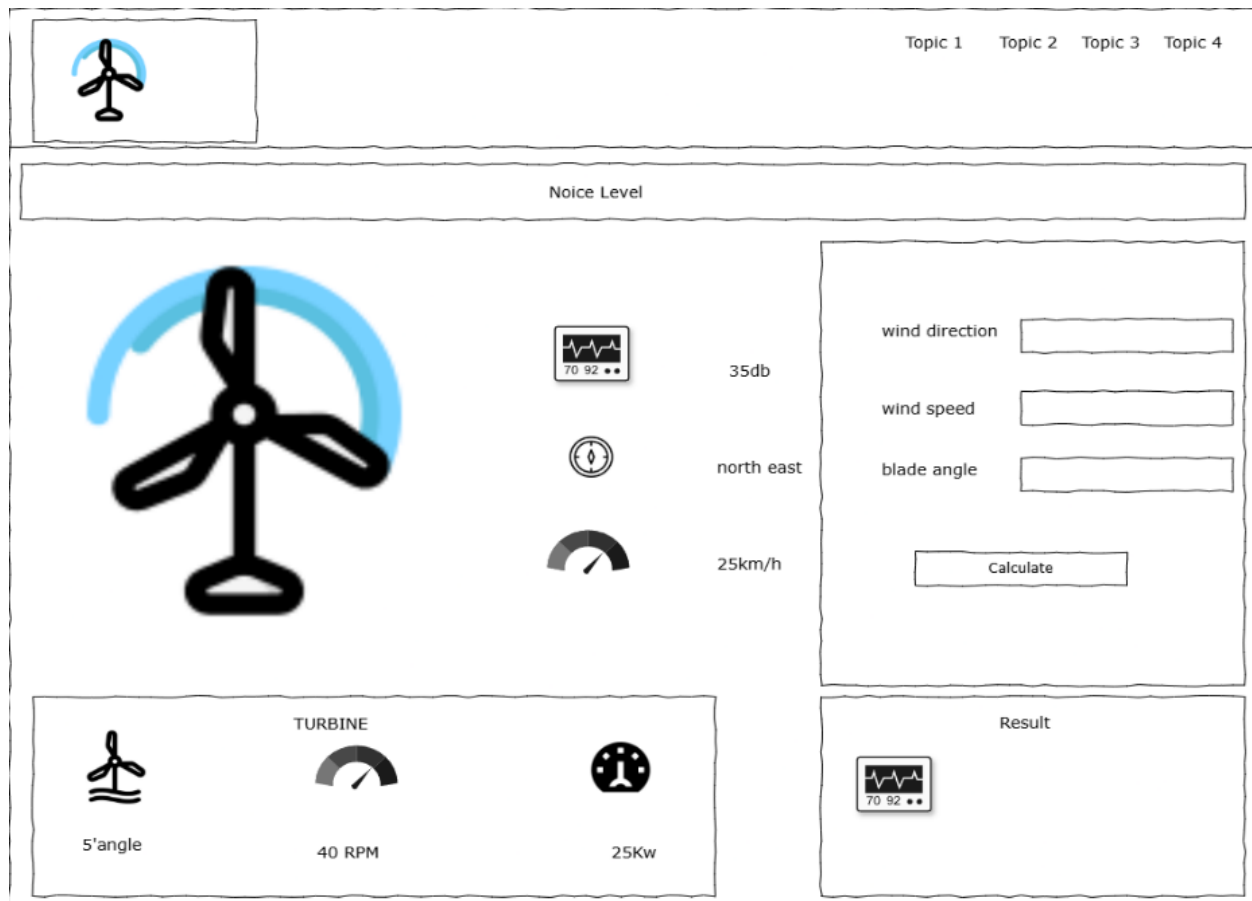 Topic 1 Topic 2 Topic 3 Topic 4
Noice Level
70 92
35db
north east
25km/h
wind direction
wind speed
blade angle
Calculate
TURBINE
5'angle
40 RPM
25Kw
Result
70 92